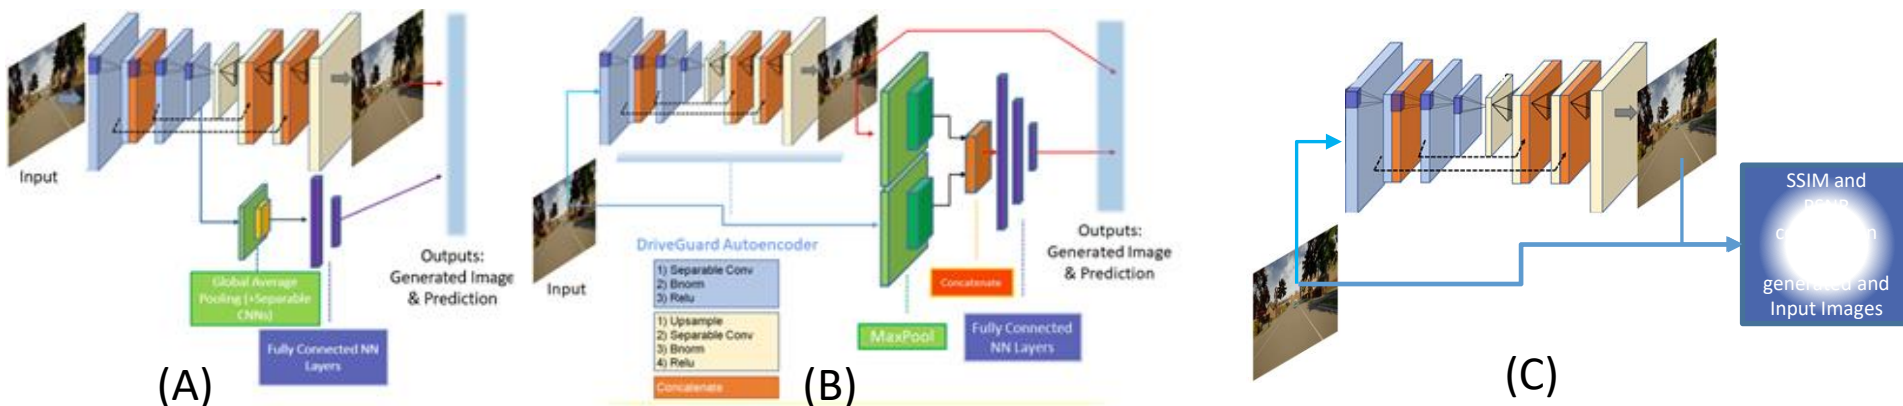 Input
Global Average
Pooling (+Separable
CNNs)
Fully Connected NN
Layers
Outputs:
Generated Image
& Prediction
(A)
Input
DriveGuard Autoencoder
1) Separable Conv
2) Bnorm
3) Relu
1) Upsample
2) Separable Conv
3) Bnorm
4) Relu
Concatenate
MaxPool
Concatenate
Fully Connected
NN Layers
Outputs:
Generated Image
& Prediction
(B)
SSIM and
generated and
Input Images
(C)